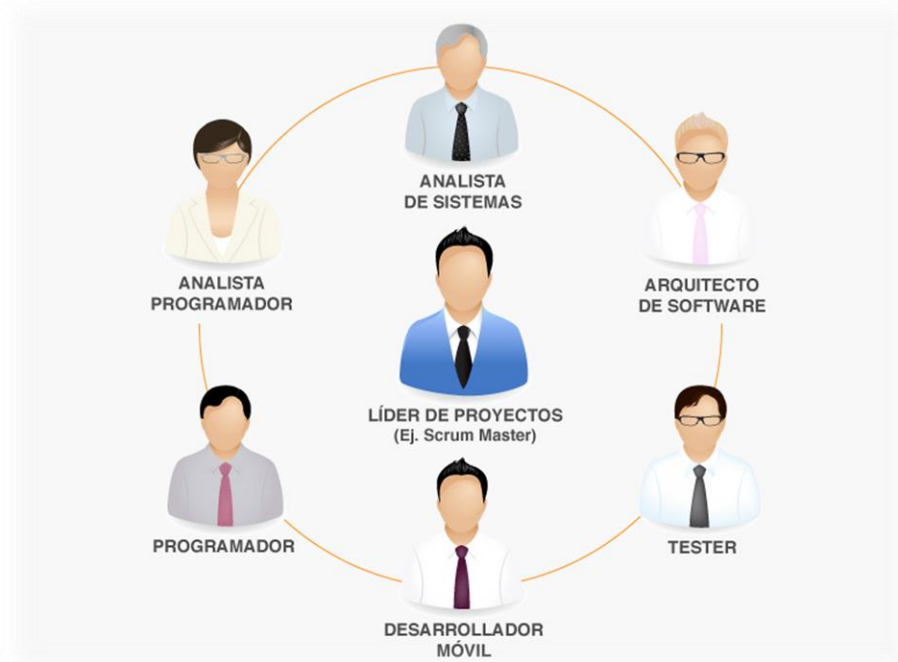 ANALISTA
DE SISTEMAS
ANALISTA
PROGRAMADOR
ARQUITECTO
DE SOFTWARE
LÍDER DE PROYECTOS
(Ej. Scrum Master)
PROGRAMADOR
TESTER
DESARROLLADOR
MÓVIL